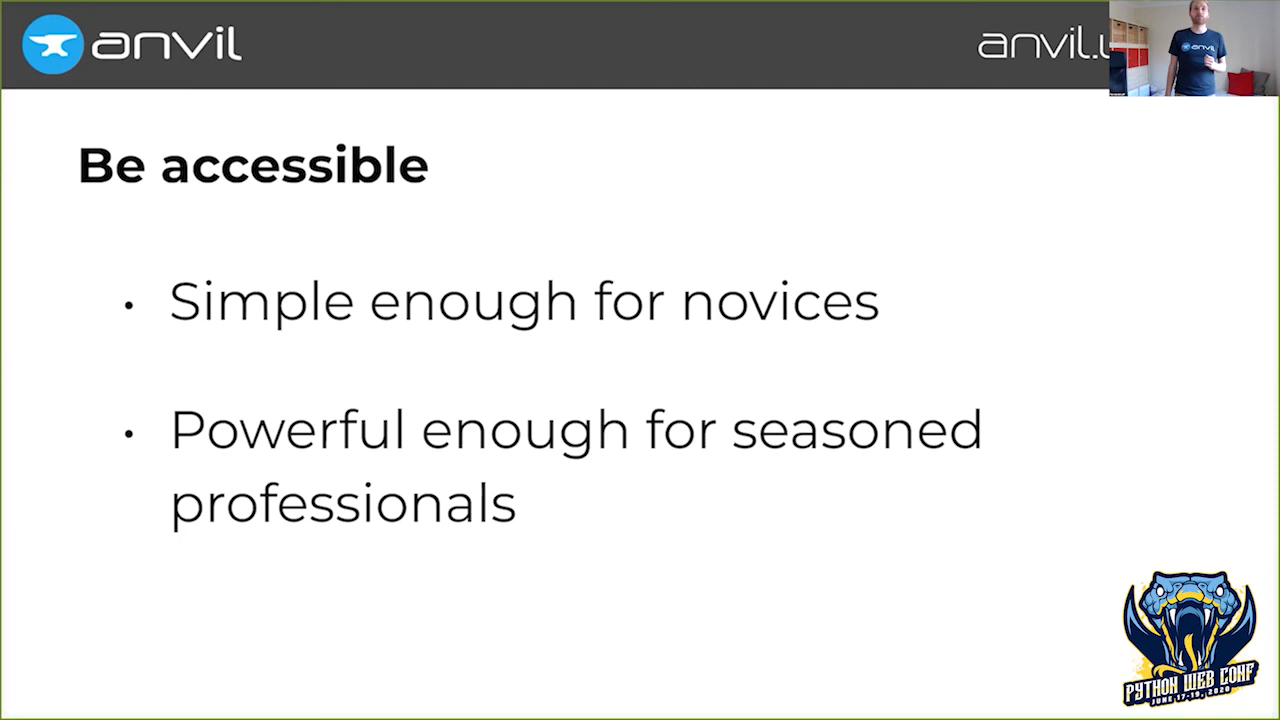 anvil
anvil.
anvil
Be accessible
• Simple enough for novices
• Powerful enough for seasoned
professionals
PYTHON WEB CONF
JUNE 17-19, 2020